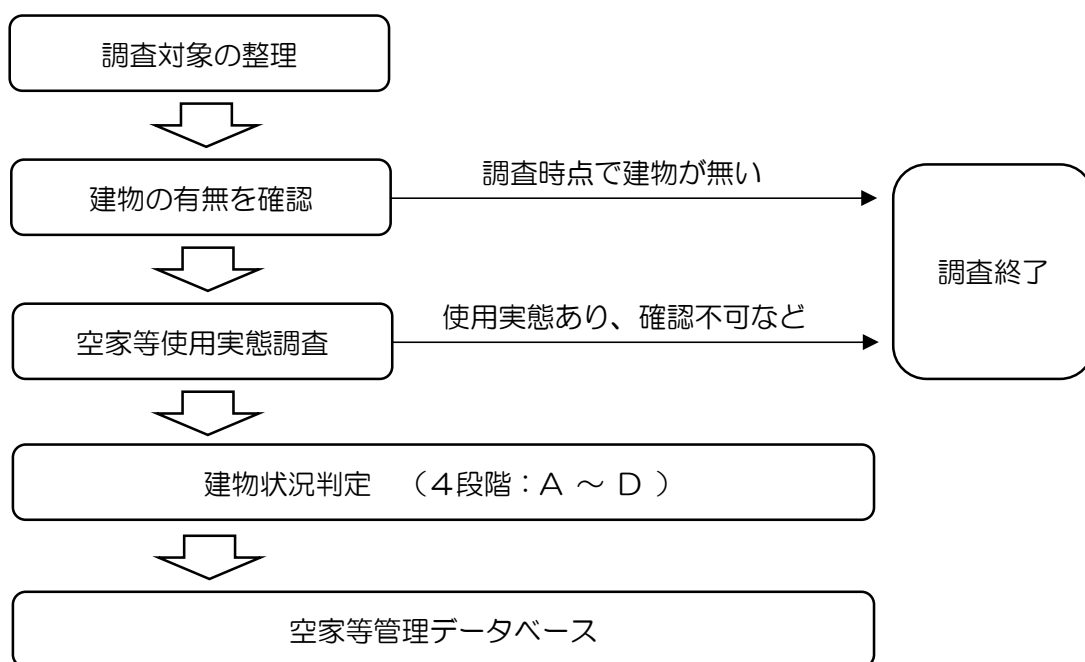 調査対象の整理
建物の有無を確認
調査時点で建物が無い
調査終了
空家等使用実態調査
使用実態あり、確認不可など
建物状況判定 （４段階：Ａ ～ Ｄ ）
空家等管理データベース